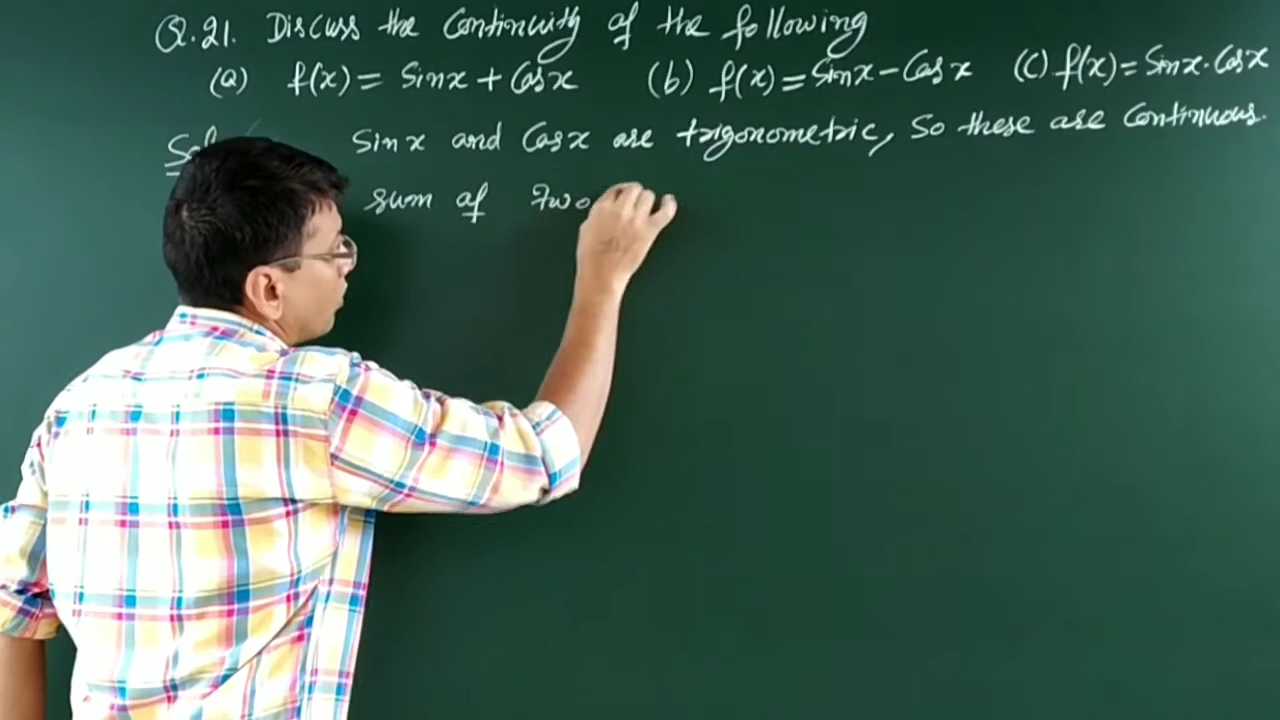 Q.21. Discuss the Continuity of the following
(a) f(x) = Sinx + Cosx (b) f(x) = Sinx - Cosx (c) f(x) = Sinx. Cosx
Sinx and Cosx are trigonometric, So these are Continuous.
sum of two